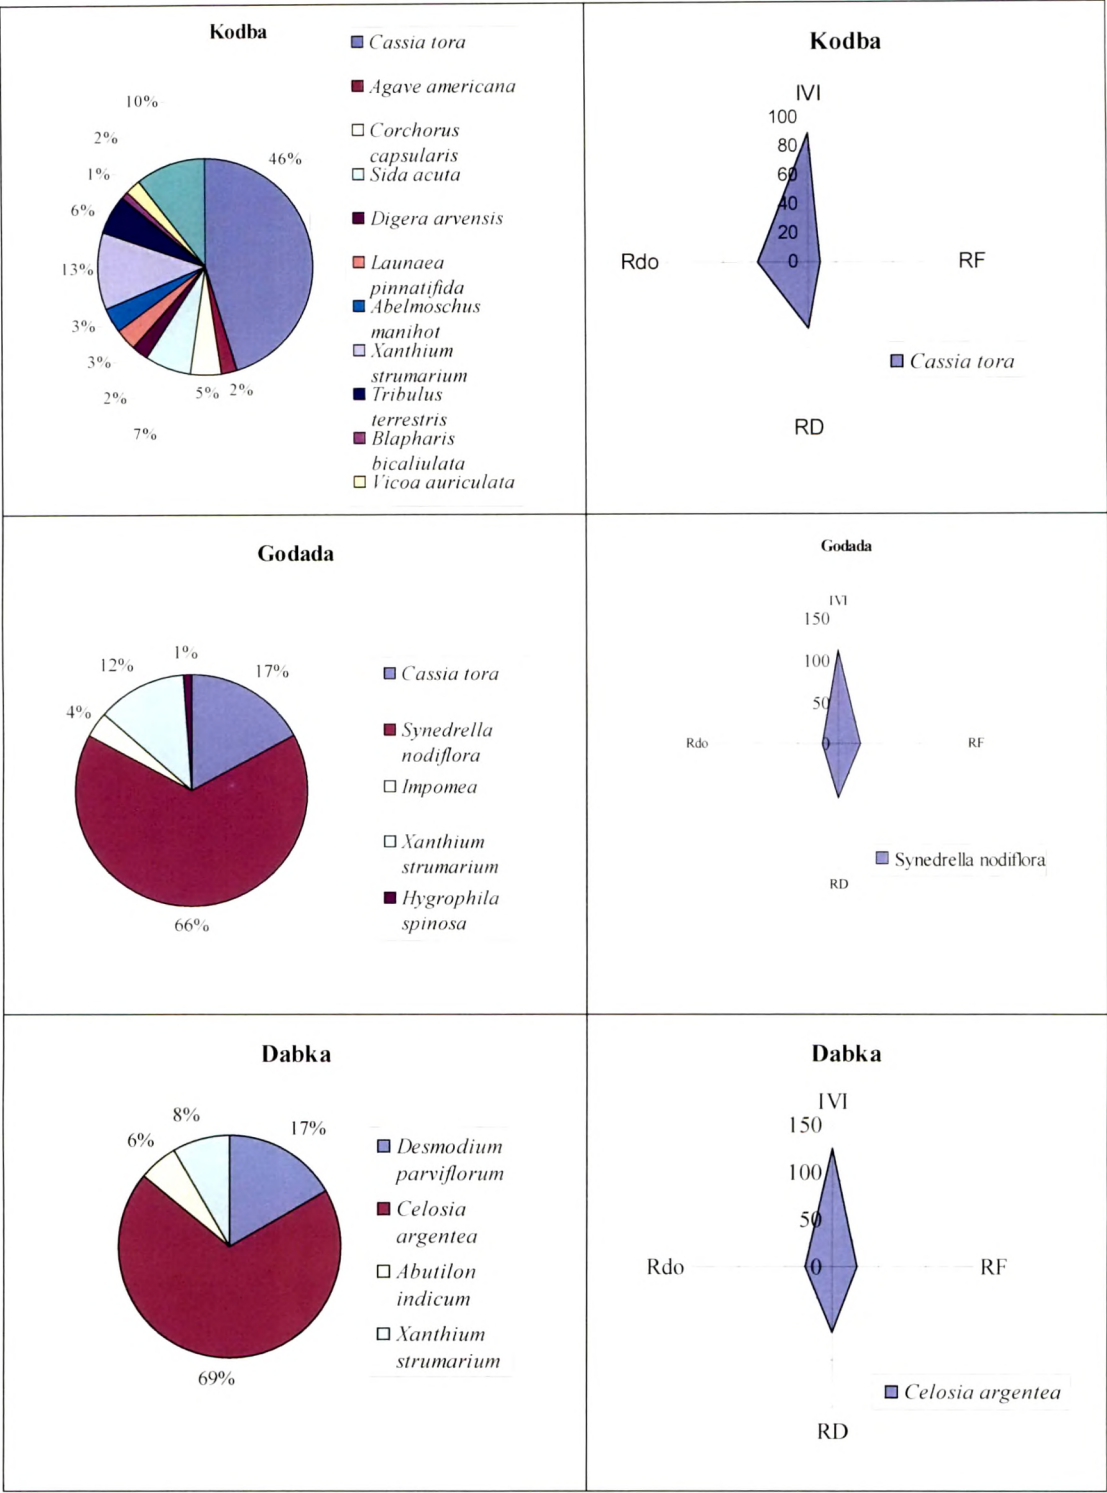 Kodba
10%
2%
1%
6%
13%
3%
3%
2%
7%
5%
2%
46%
Cassia tora
Agave americana
Corchorus
capsularis
Sida acuta
Digera arvensis
Launaea
pinnatifida
Abelmoschus
manihot
Xanthium
strumarium
Tribulus
terrestris
Blapharis
bicaliulata
Vicoa auriculata
Kodba
IVI
100
80
60
40
20
0
Rdo
RF
RD
Cassia tora
Godada
12%
1%
17%
4%
66%
Cassia tora
Synedrella
nodiflora
Impomea
Xanthium
strumarium
Hygrophila
spinosa
Godada
IVI
150
100
50
0
Rdo
RF
RD
Synedrella nodiflora
Dabka
8%
17%
6%
69%
Desmodium
parviflorum
Celosia
argentea
Abutilon
indicum
Xanthium
strumarium
Dabka
IVI
150
100
50
0
Rdo
RF
RD
Celosia argentea